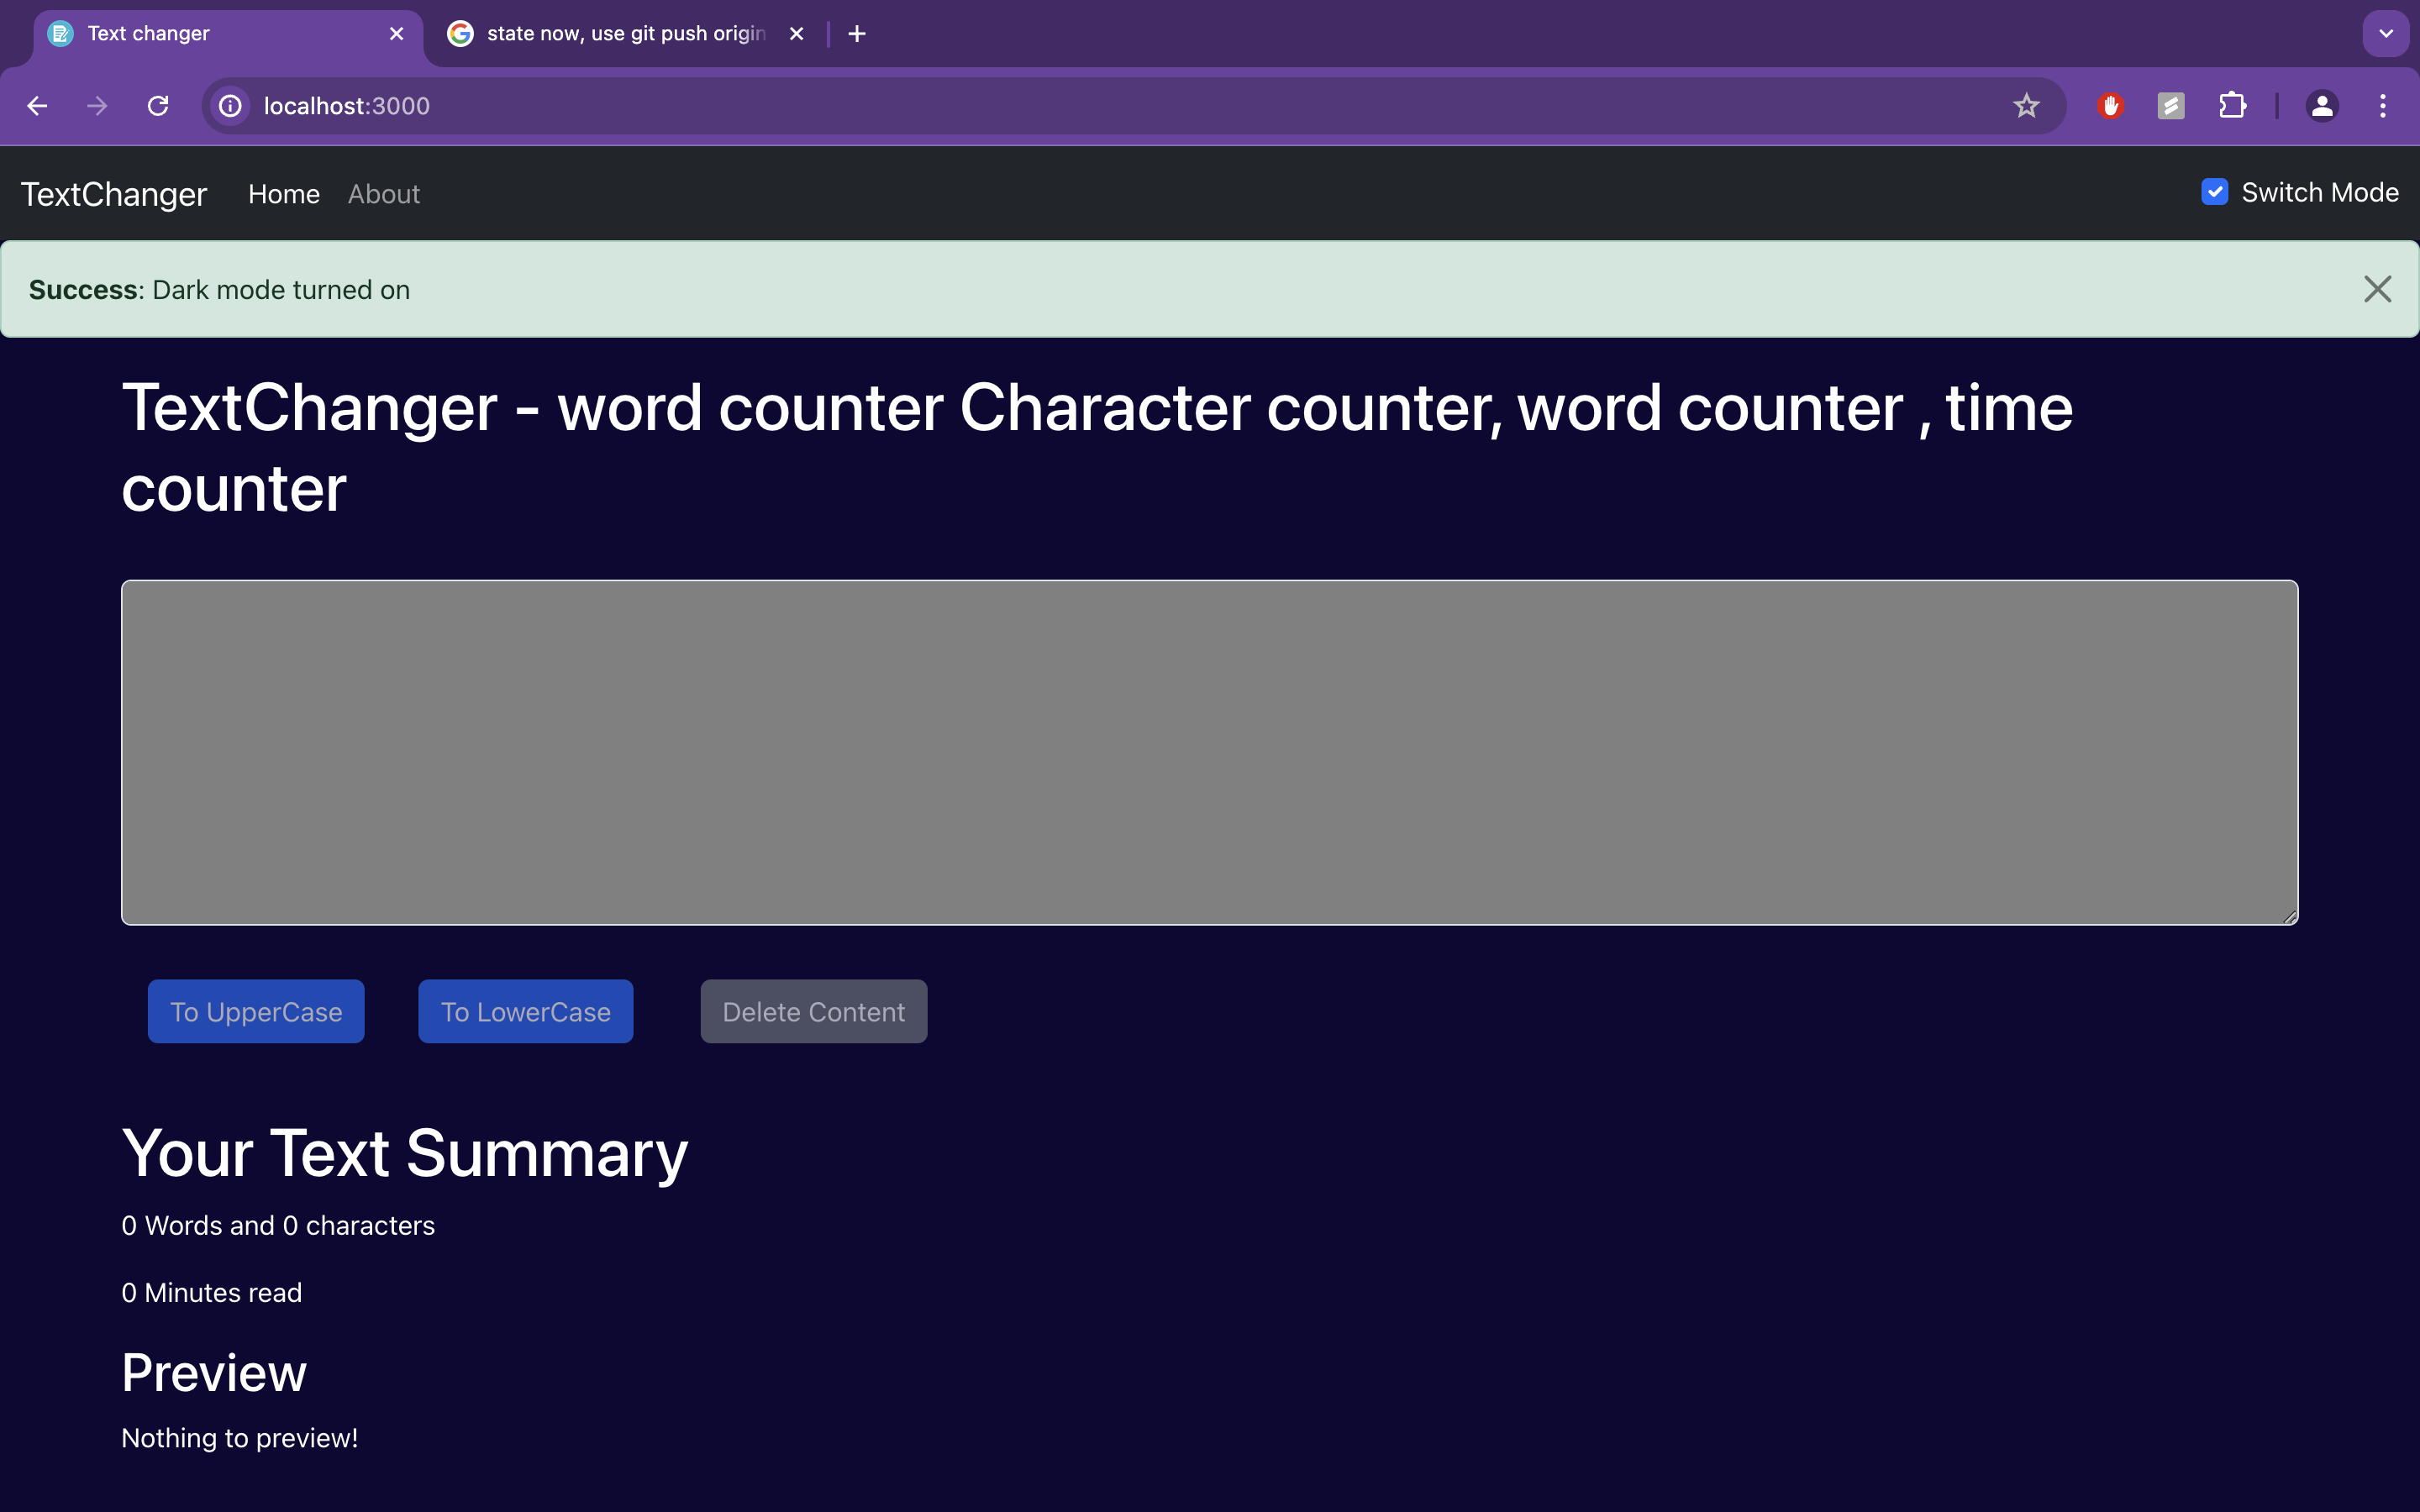 Text changer
state now, use git push origin
localhost:3000
TextChanger Home About Switch Mode
Success: Dark mode turned on
TextChanger - word counter Character counter, word counter , time
counter
To UpperCase To LowerCase Delete Content
Your Text Summary
0 Words and 0 characters
0 Minutes read
Preview
Nothing to preview!